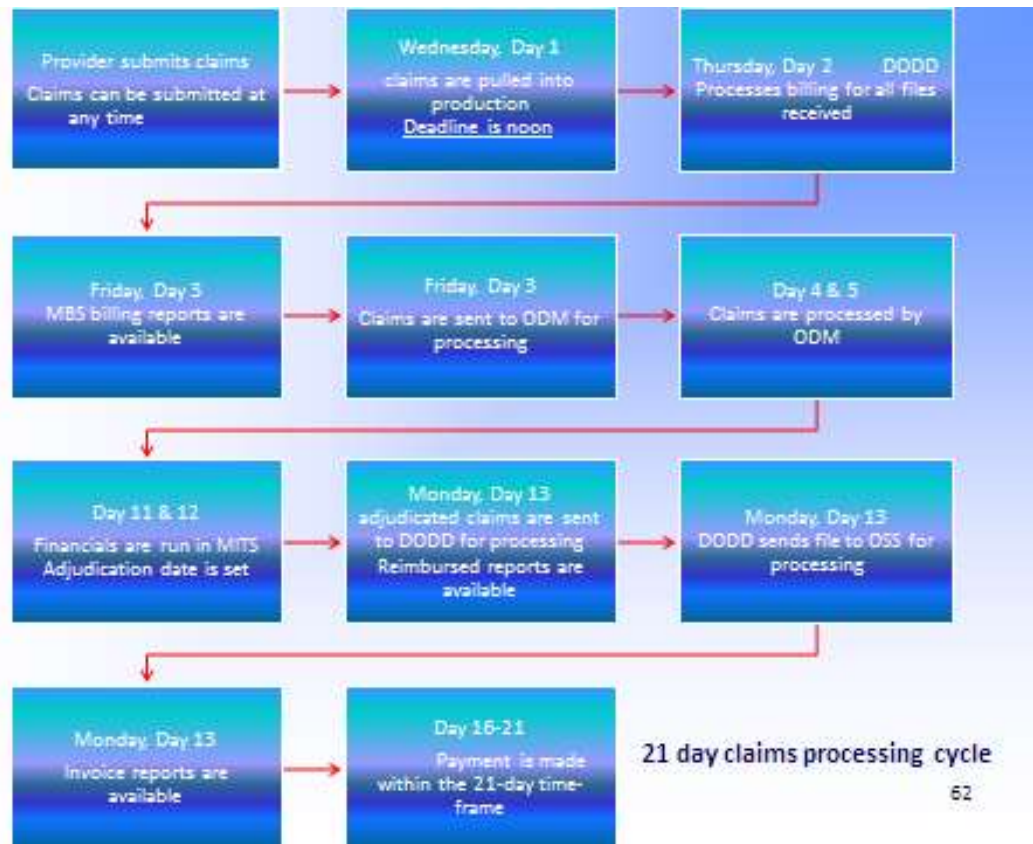 Provider submits claims
Claims can be submitted at
any time
Wednesday, Day 1
claims are pulled into
production
Deadline is noon
Thursday, Day 2 DODD
Processes billing for all files
received
Friday, Day 3
MBS billing reports are
available
Friday, Day 3
Claims are sent to ODM for
processing
Day 4 & 5
Claims are processed by
ODM
Day 11 & 12
Financials are run in MITS
Adjudication date is set
Monday, Day 13
adjudicated claims are sent
to DODD for processing
Reimbursed reports are
available
Monday, Day 13
DODD sends file to OSS for
processing
Monday, Day 13
Invoice reports are
available
Day 16-21
Payment is made
within the 21-day time-
frame
21 day claims processing cycle
62